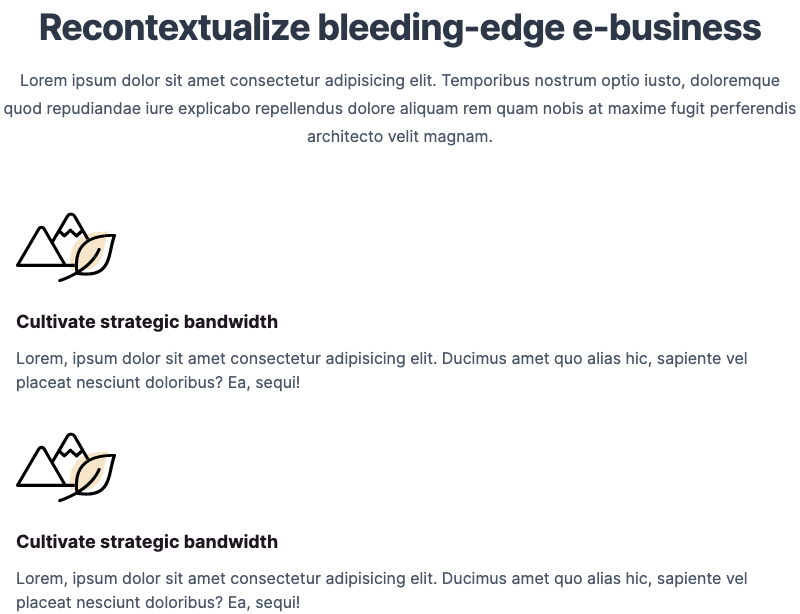 Recontextualize bleeding-edge e-business
Lorem ipsum dolor sit amet consectetur adipisicing elit. Temporibus nostrum optio iusto, doloremque
quod repudiandae iure explicabo repellendus dolore aliquam rem quam nobis at maxime fugit perferendis
architecto velit magnam.
Cultivate strategic bandwidth
Lorem, ipsum dolor sit amet consectetur adipisicing elit. Ducimus amet quo alias hic, sapiente vel
placeat nesciunt doloribus? Ea, sequi!
Cultivate strategic bandwidth
Lorem, ipsum dolor sit amet consectetur adipisicing elit. Ducimus amet quo alias hic, sapiente vel
placeat nesciunt doloribus? Ea, sequi!